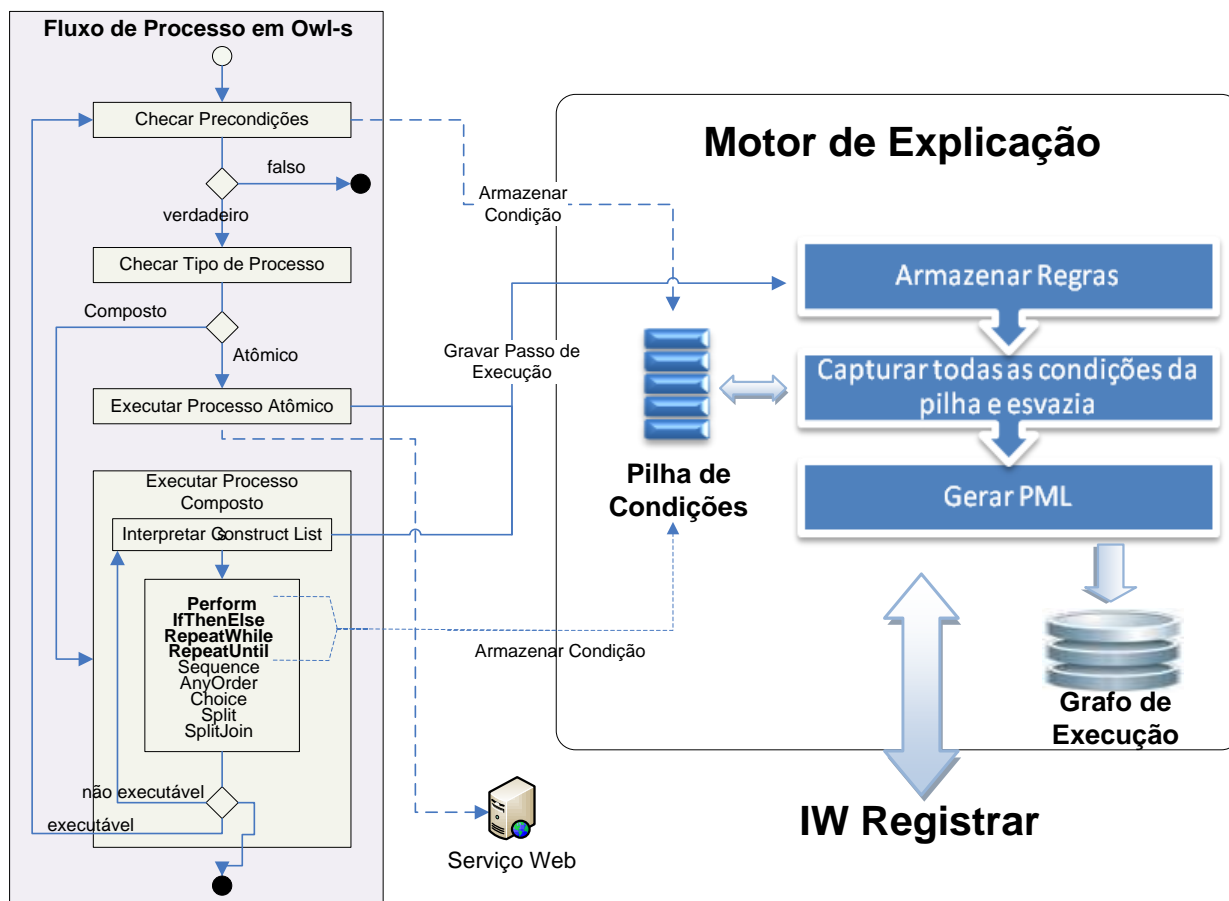 Fluxo de Processo em Owl-s
Checar Precondições
falso
verdadeiro
Checar Tipo de Processo
Composto
Atômico
Executar Processo Atômico
Executar Processo
Composto
Interpretar Construct List
s
Perform
IfThenElse
RepeatWhile
RepeatUntil
Sequence
AnyOrder
Choice
Split
SplitJoin
não executável
executável
Armazenar
Condição
Gravar Passo de
Execução
Armazenar Condição
Serviço Web
Motor de Explicação
Armazenar Regras
Capturar todas as condições da
pilha e esvazia
Gerar PML
Pilha de
Condições
Grafo de
Execução
IW Registrar